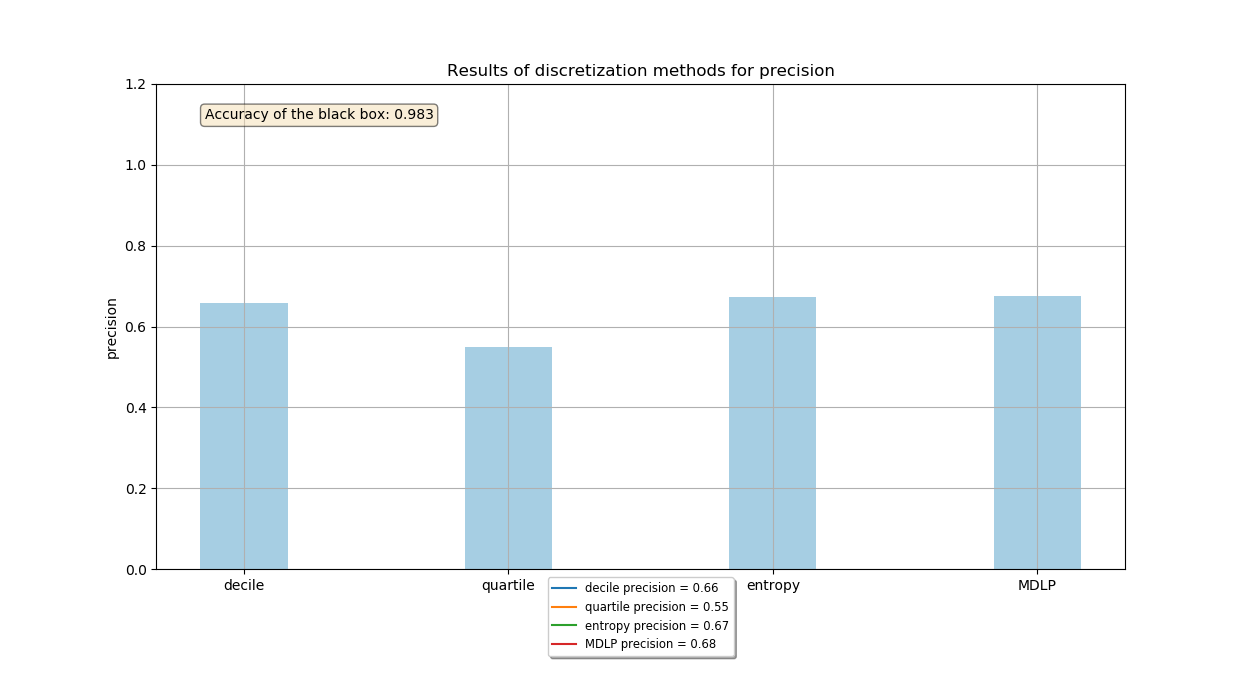 Results of discretization methods for precision
Accuracy of the black box: 0.983
1.2
1.0
0.8
0.6
0.4
0.2
0.0
precision
decile
quartile
entropy
MDLP
decile precision = 0.66
quartile precision = 0.55
entropy precision = 0.67
MDLP precision = 0.68